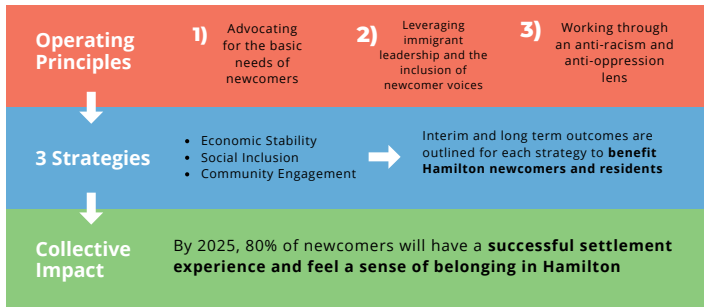 Operating
Principles
1)
Advocating
for the basic
needs of
newcomers
2)
Leveraging
immigrant
leadership and the
inclusion of
newcomer voices
3)
Working through
an anti-racism and
anti-oppression
lens
3 Strategies
• Economic Stability
• Social Inclusion
• Community Engagement
Interim and long term outcomes are
outlined for each strategy to benefit
Hamilton newcomers and residents
Collective
Impact
By 2025, 80% of newcomers will have a successful settlement
experience and feel a sense of belonging in Hamilton